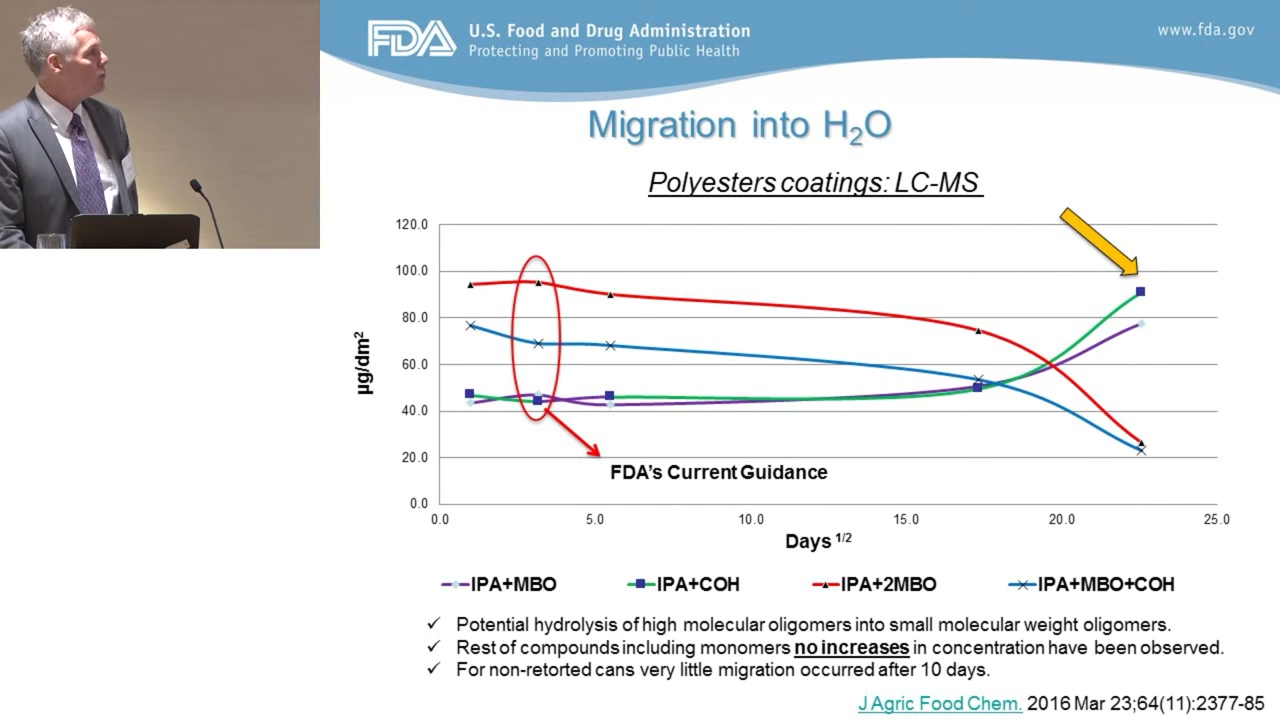 FDA U.S. Food and Drug Administration
Protecting and Promoting Public Health
www.fda.gov
Migration into H₂O
Polyesters coatings: LC-MS
120.0
100.0
80.0
60.0
40.0
20.0
0.0
µg/dm²
FDA's Current Guidance
0.0 5.0 10.0 15.0 20.0 25.0
Days ¹/²
IPA+MBO IPA+COH IPA+2MBO IPA+MBO+COH
✓ Potential hydrolysis of high molecular oligomers into small molecular weight oligomers.
✓ Rest of compounds including monomers no increases in concentration have been observed.
✓ For non-retorted cans very little migration occurred after 10 days.
J Agric Food Chem. 2016 Mar 23;64(11):2377-85